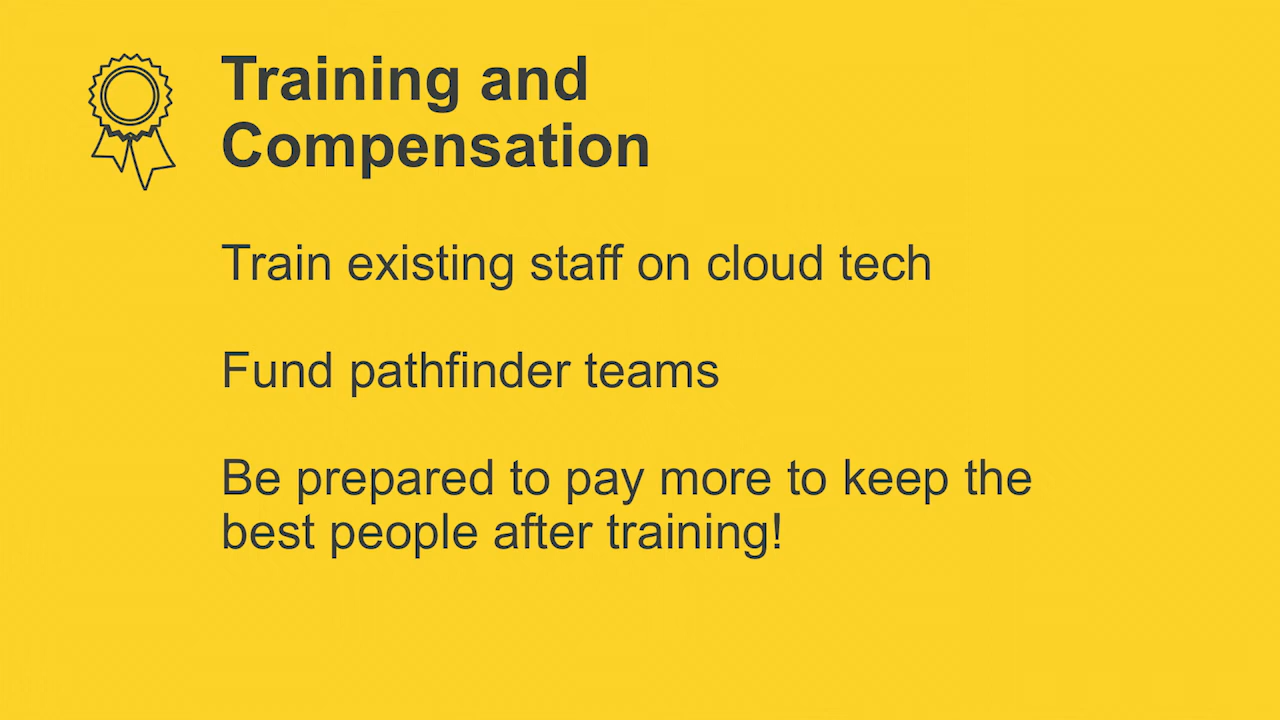 Training and
Compensation
Train existing staff on cloud tech
Fund pathfinder teams
Be prepared to pay more to keep the
best people after training!